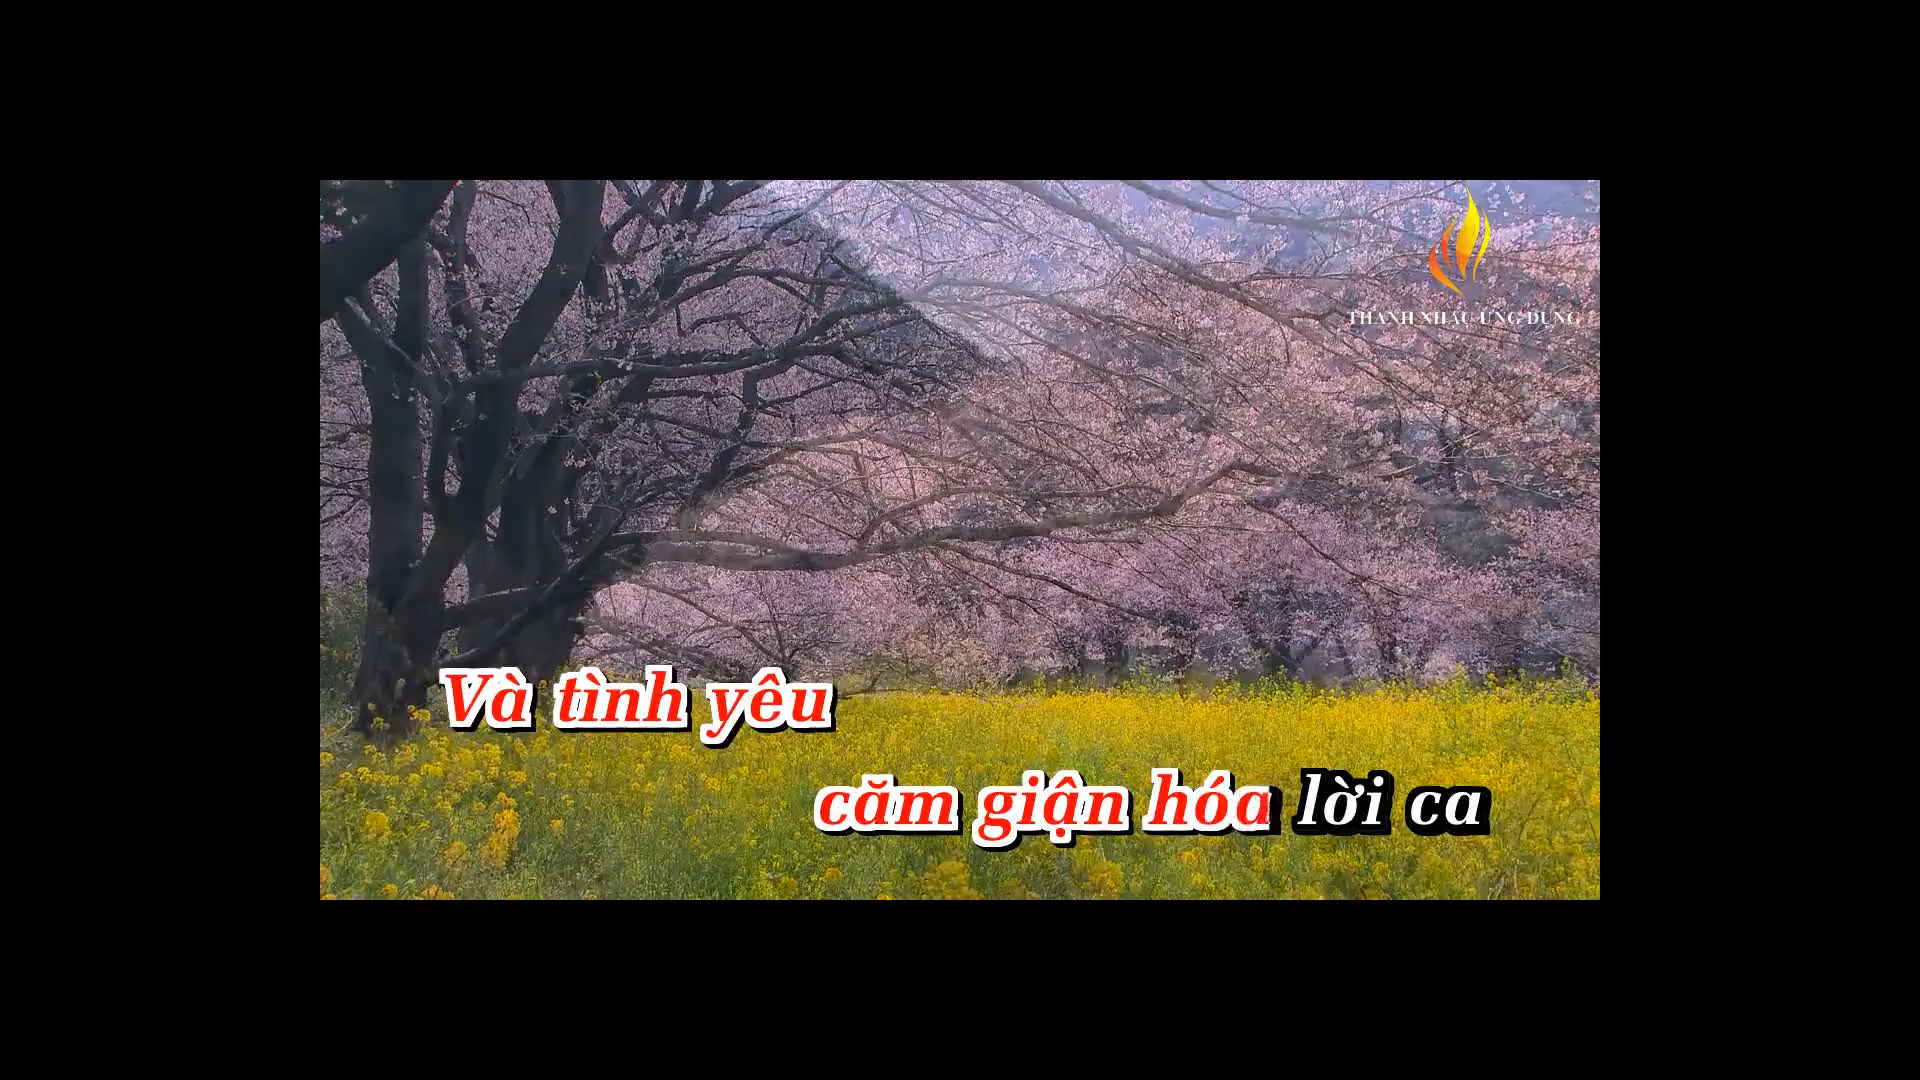 THANH NHẠC ỨNG DỤNG
Và tình yêu
căm giận hóa lời ca